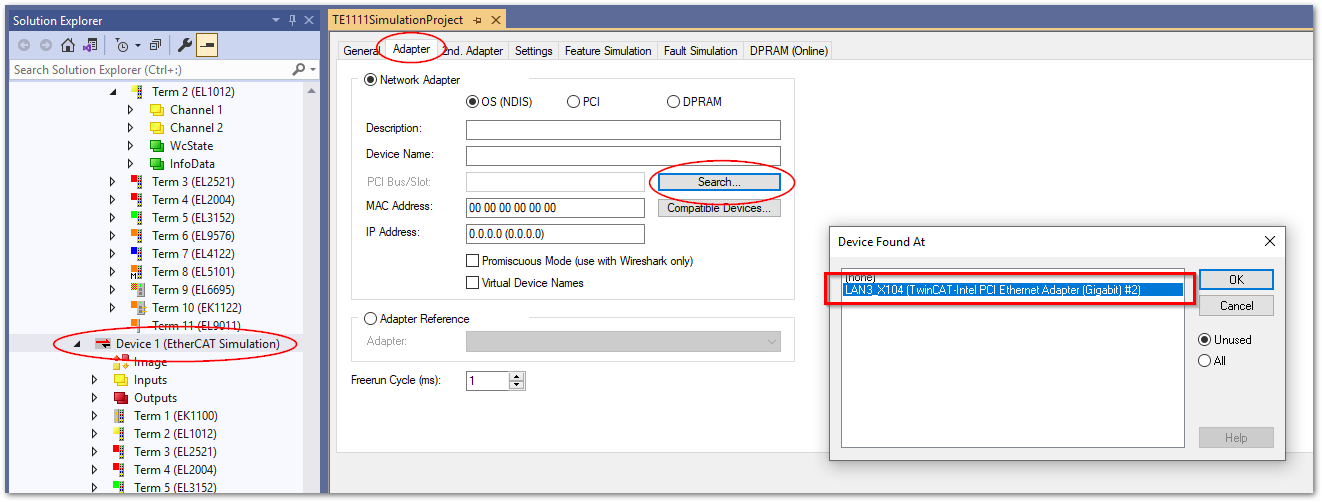 Solution Explorer
Search Solution Explorer (Ctrl+;)
Term 2 (EL1012)
Channel 1
Channel 2
WcState
InfoData
Term 3 (EL2521)
Term 4 (EL2004)
Term 5 (EL3152)
Term 6 (EL9576)
Term 7 (EL4122)
Term 8 (EL5101)
Term 9 (EL6695)
Term 10 (EK1122)
Term 11 (EL9011)
Device 1 (EtherCAT Simulation)
Image
Inputs
Outputs
Term 1 (EK1100)
Term 2 (EL1012)
Term 3 (EL2521)
Term 4 (EL2004)
Term 5 (EL3152)
TE1111SimulationProject
General Adapter 2nd. Adapter Settings Feature Simulation Fault Simulation DPRAM (Online)
Network Adapter
OS (NDIS) PCI DPRAM
Description:
Device Name:
PCI Bus/Slot: Search...
MAC Address: 00 00 00 00 00 00 Compatible Devices...
IP Address: 0.0.0.0 (0.0.0.0)
Promiscuous Mode (use with Wireshark only)
Virtual Device Names
Adapter Reference
Adapter:
Freerun Cycle (ms): 1
Device Found At
(none)
LAN3_X104 (TwinCAT-Intel PCI Ethernet Adapter (Gigabit) #2)
OK
Cancel
Unused
All
Help